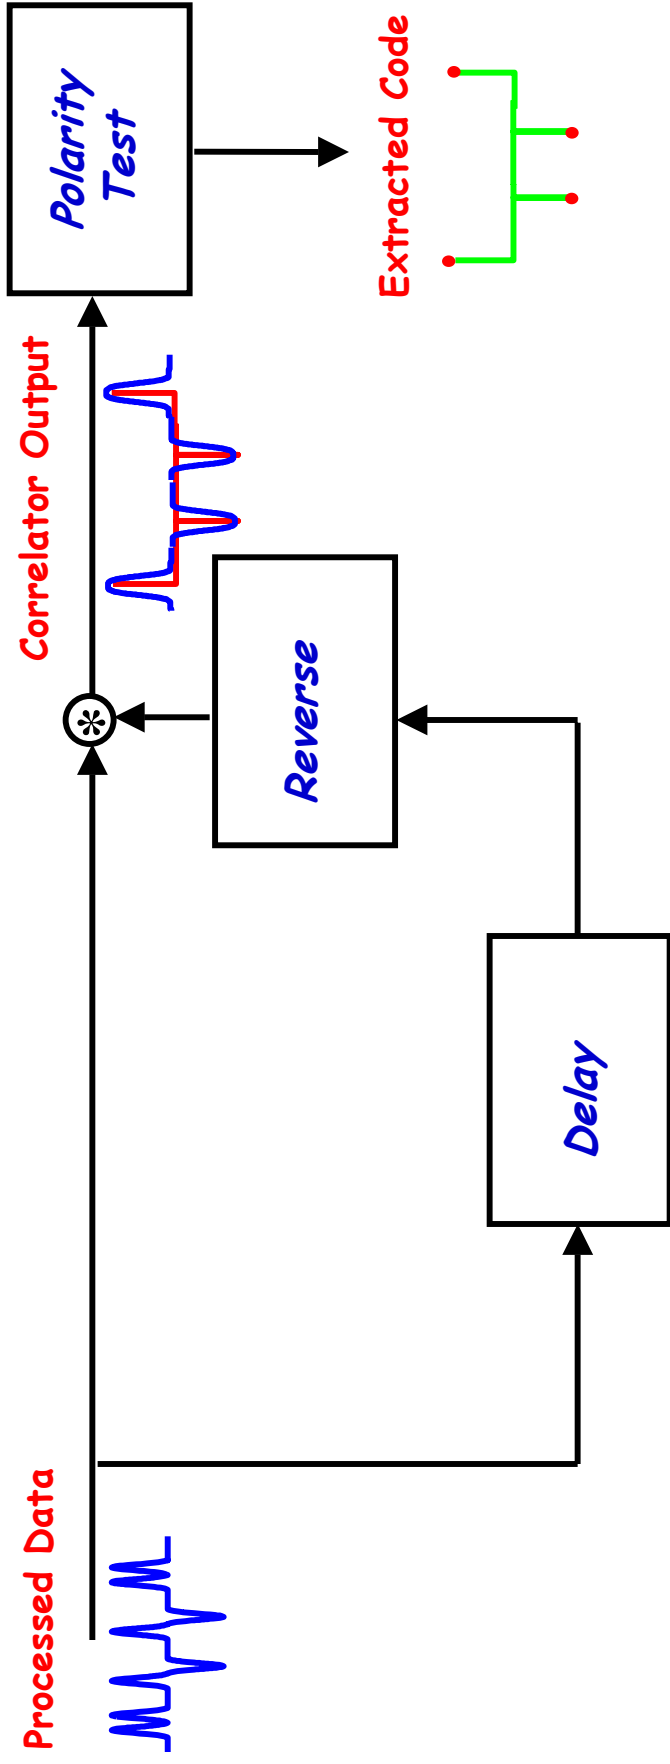 Processed Data
Delay
Reverse
Correlator Output
Polarity
Test
Extracted Code